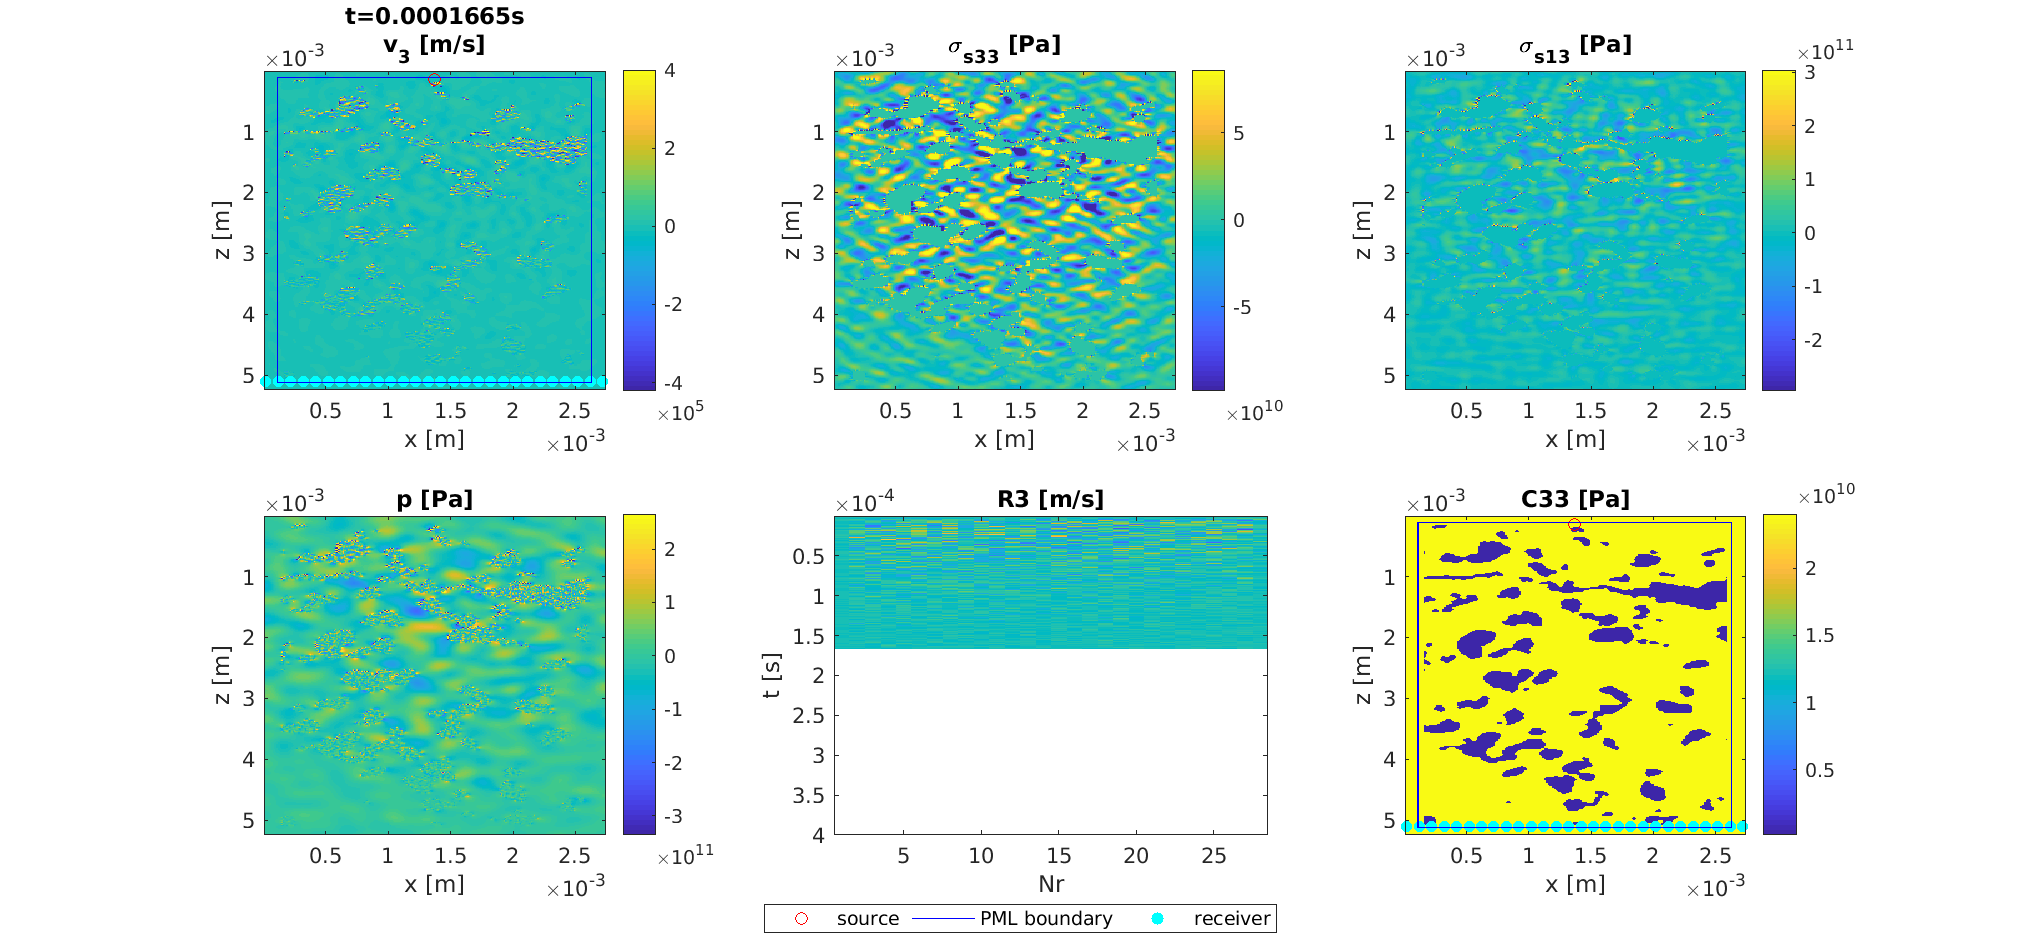 t=0.0001665s
v3 [m/s]
×10-3
1
2
3
4
5
z [m]
0.5 1 1.5 2 2.5
x [m] ×10-3
4
2
0
-2
-4
×105
σs33 [Pa]
×10-3
1
2
3
4
5
z [m]
0.5 1 1.5 2 2.5
x [m] ×10-3
5
0
-5
×1010
σs13 [Pa]
×10-3
1
2
3
4
5
z [m]
0.5 1 1.5 2 2.5
x [m] ×10-3
×1011
3
2
1
0
-1
-2
p [Pa]
×10-3
1
2
3
4
5
z [m]
0.5 1 1.5 2 2.5
x [m] ×10-3
2
1
0
-1
-2
-3
×1011
R3 [m/s]
×10-4
0.5
1
1.5
2
2.5
3
3.5
4
t [s]
5 10 15 20 25
Nr
C33 [Pa]
×10-3
1
2
3
4
5
z [m]
0.5 1 1.5 2 2.5
x [m] ×10-3
×1010
2
1.5
1
0.5
source PML boundary receiver